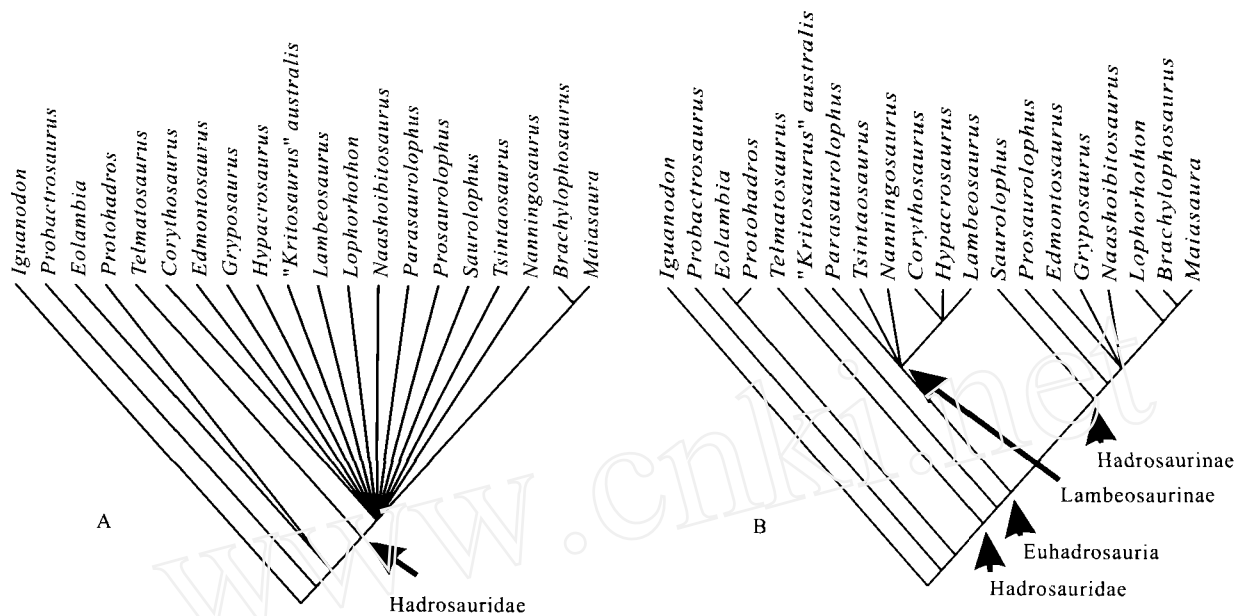 Iguanodon
Probactrosaurus
Eolambia
Protohadros
Telmatosaurus
Corythosaurus
Edmontosaurus
Gryposaurus
Hypacrosaurus
"Kritosaurus" australis
Lambeosaurus
Lophorhothon
Naashoibitosaurus
Parasaurolophus
Prosaurolophus
Saurolophus
Tsintaosaurus
Nanningosaurus
Brachylophosaurus
Maiasaura
A
Hadrosauridae
Iguanodon
Probactrosaurus
Eolambia
Protohadros
Telmatosaurus
"Kritosaurus" australis
Parasaurolophus
Tsintaosaurus
Nanningosaurus
Corythosaurus
Hypacrosaurus
Lambeosaurus
Saurolophus
Prosaurolophus
Edmontosaurus
Gryposaurus
Naashoibitosaurus
Lophorhothon
Brachylophosaurus
Maiasaura
Hadrosaurinae
Lambeosaurinae
B
Euhadrosauria
Hadrosauridae
www.cnki.net